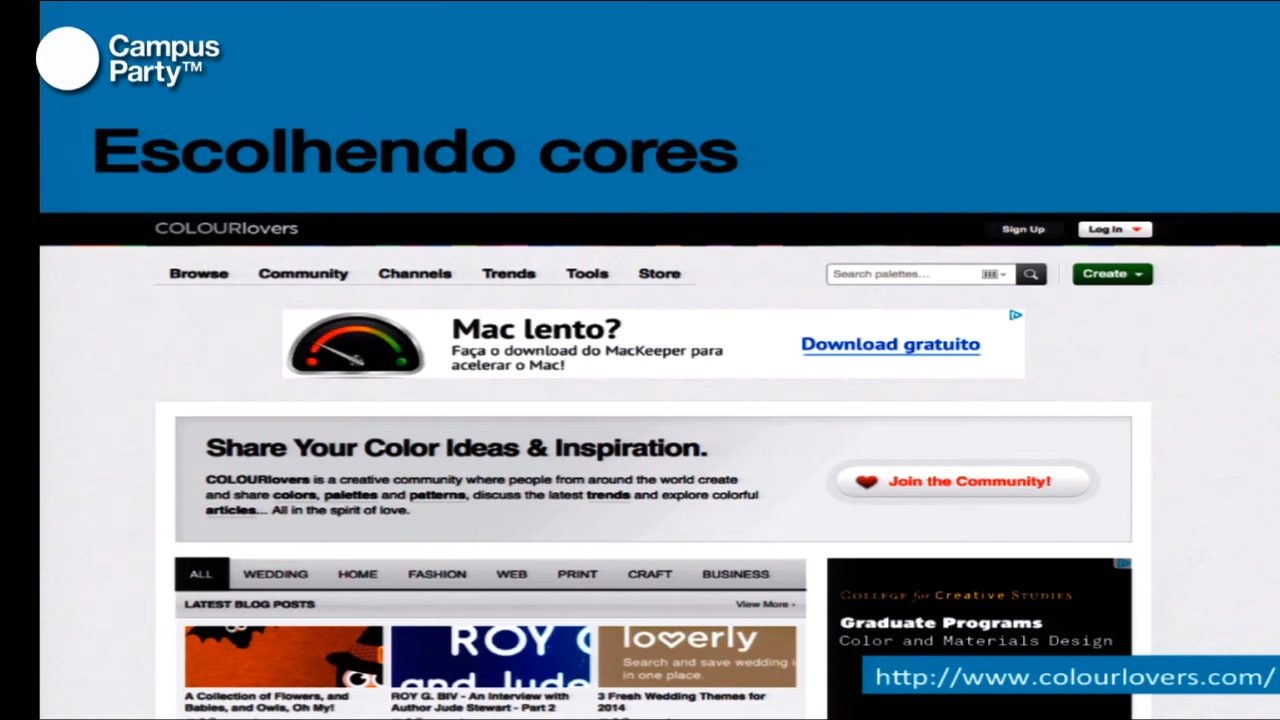 Campus
Party™
Escolhendo cores
COLOURlovers
Sign Up
Log In
Browse
Community
Channels
Trends
Tools
Store
Search palettes...
Create
Mac lento?
Faça o download do MacKeeper para
acelerar o Mac!
Download gratuito
Share Your Color Ideas & Inspiration.
COLOURlovers is a creative community where people from around the world create
and share colors, palettes and patterns, discuss the latest trends and explore colorful
articles... All in the spirit of love.
Join the Community!
ALL
WEDDING
HOME
FASHION
WEB
PRINT
CRAFT
BUSINESS
LATEST BLOG POSTS
View More
ROY G
and Jude
loverly
Search and save wedding i
in one place.
A Collection of Flowers, and
Babies, and Owls, Oh My!
ROY G. BIV - An Interview with
Author Jude Stewart - Part 2
3 Fresh Wedding Themes for
2014
COLLEGE for Creative STUDIES
Graduate Programs
Color and Materials Design
http://www.colourlovers.com/